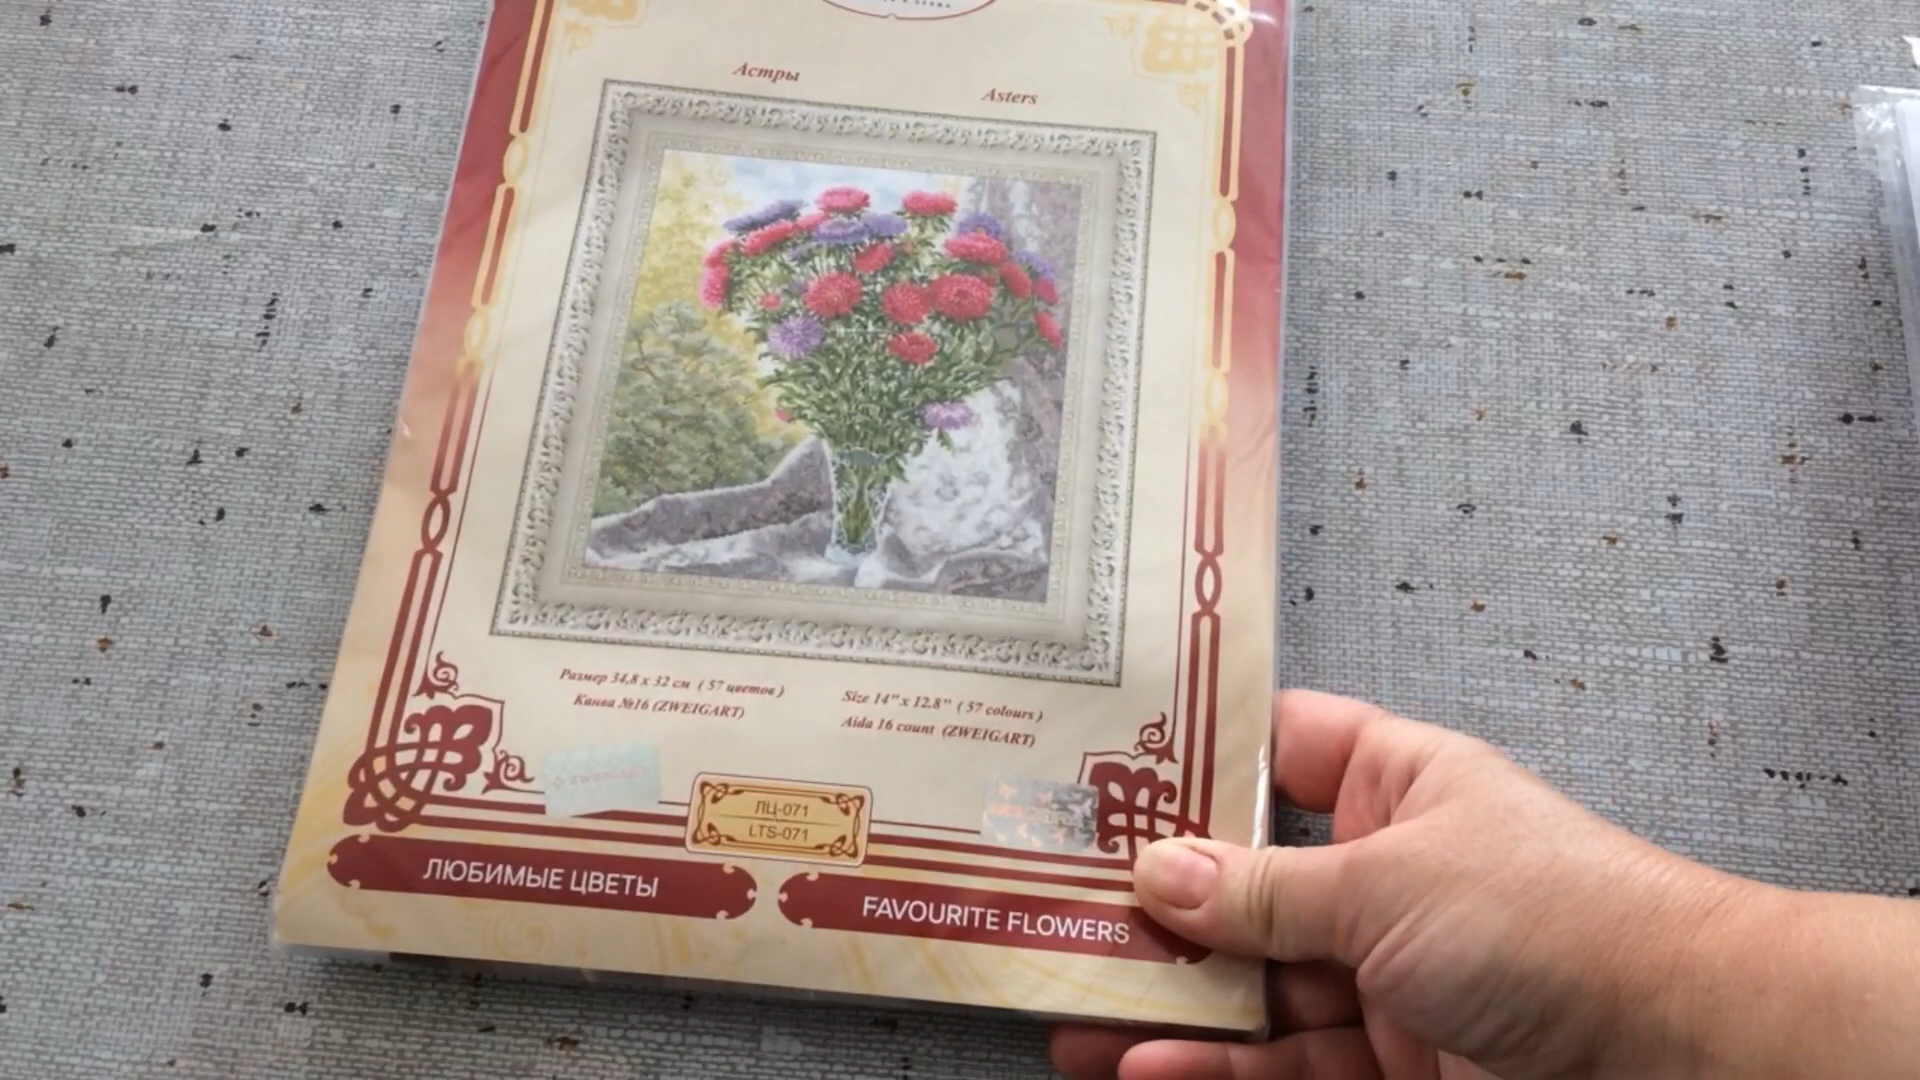 Астры
Asters
Размер 34,8 х 32 см ( 57 цветов )
Канва №16 (ZWEIGART)
Size 14" x 12.8" ( 57 colours )
Aida 16 count (ZWEIGART)
ЛЦ-071
LTS-071
ЛЮБИМЫЕ ЦВЕТЫ
FAVOURITE FLOWERS